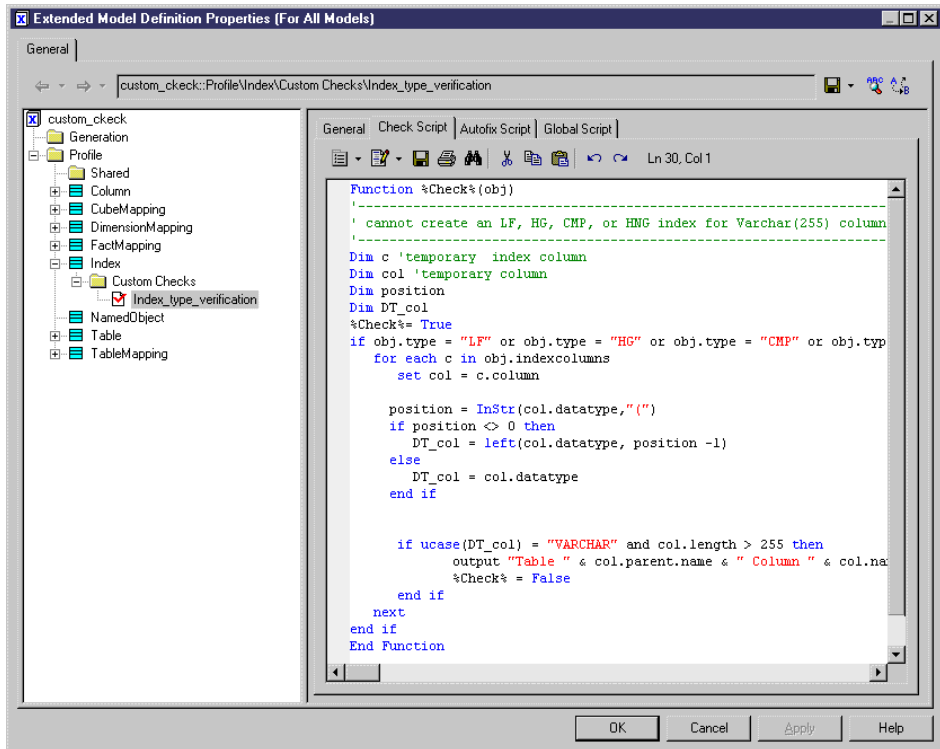 Extended Model Definition Properties (For All Models)
General
custom_ckeck::Profile\Index\Custom Checks\Index_type_verification
custom_ckeck
Generation
Profile
Shared
Column
CubeMapping
DimensionMapping
FactMapping
Index
Custom Checks
Index_type_verification
NamedObject
Table
TableMapping
General Check Script Autofix Script Global Script
Ln 30, Col 1
Function %Check%(obj)
'---------------------------------------------------------------------
' cannot create an LF, HG, CMP, or HNG index for Varchar(255) column
'---------------------------------------------------------------------
Dim c 'temporary  index column
Dim col 'temporary column
Dim position
Dim DT_col
%Check%= True
if obj.type = "LF" or obj.type = "HG" or obj.type = "CMP" or obj.typ
for each c in obj.indexcolumns
set col = c.column
position = InStr(col.datatype,"(")
if position <> 0 then
DT_col = left(col.datatype, position -1)
else
DT_col = col.datatype
end if
if ucase(DT_col) = "VARCHAR" and col.length > 255 then
output "Table " & col.parent.name & " Column " & col.na
%Check% = False
end if
next
end if
End Function
OK Cancel Apply Help